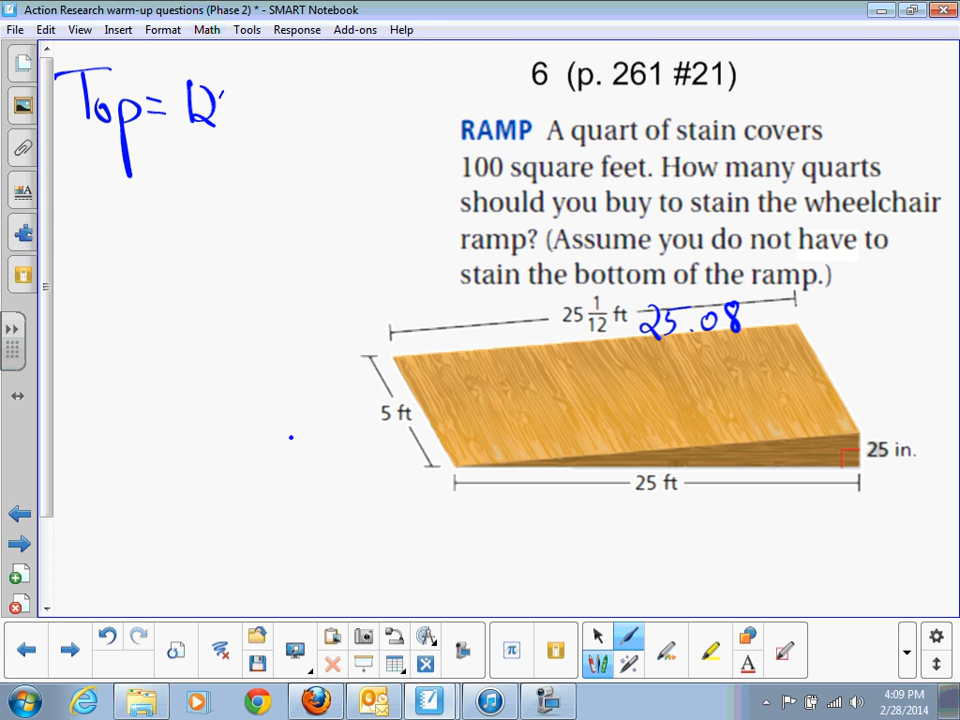 Action Research warm-up questions (Phase 2) * - SMART Notebook
File Edit View Insert Format Math Tools Response Add-ons Help
Top=
6 (p. 261 #21)
RAMP A quart of stain covers
100 square feet. How many quarts
should you buy to stain the wheelchair
ramp? (Assume you do not have to
stain the bottom of the ramp.)
25 1/12 ft 25.08
5 ft
25 in.
25 ft
4:09 PM
2/28/2014